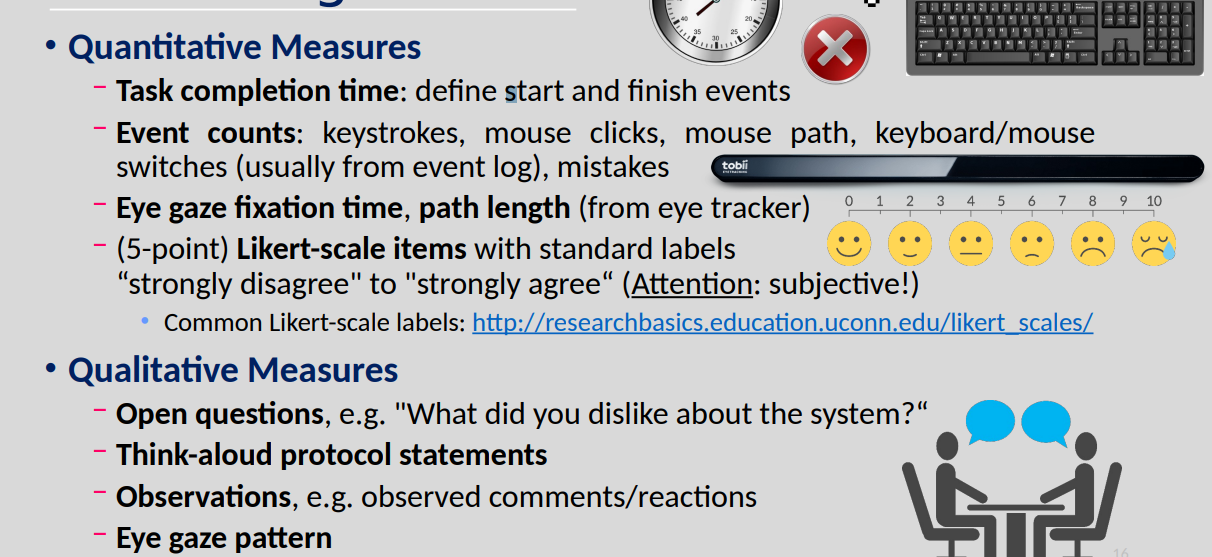 • Quantitative Measures
– Task completion time: define start and finish events
– Event counts: keystrokes, mouse clicks, mouse path, keyboard/mouse
switches (usually from event log), mistakes
tobii
– Eye gaze fixation time, path length (from eye tracker)
0 1 2 3 4 5 6 7 8 9 10
– (5-point) Likert-scale items with standard labels
“strongly disagree" to "strongly agree“ (Attention: subjective!)
• Common Likert-scale labels: http://researchbasics.education.uconn.edu/likert_scales/
• Qualitative Measures
– Open questions, e.g. "What did you dislike about the system?“
– Think-aloud protocol statements
– Observations, e.g. observed comments/reactions
– Eye gaze pattern
16